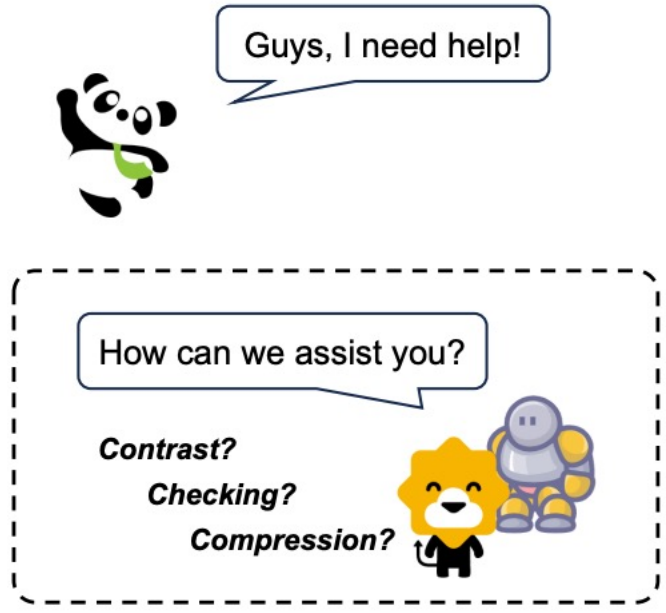 Guys, I need help!
How can we assist you?
Contrast?
Checking?
Compression?